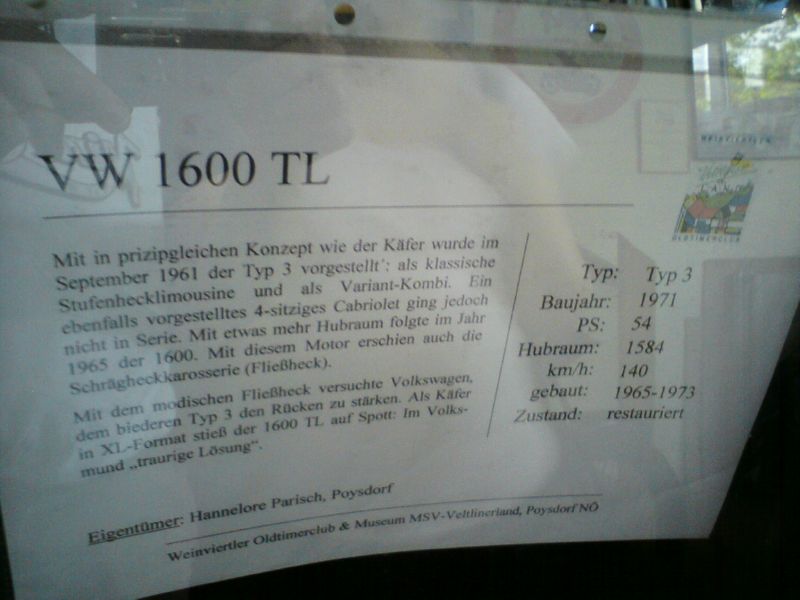 VW 1600 TL
Mit in prizipgleichen Konzept wie der Käfer wurde im
September 1961 der Typ 3 vorgestellt': als klassische
Stufenhecklimousine und als Variant-Kombi. Ein
ebenfalls vorgestelltes 4-sitziges Cabriolet ging jedoch
nicht in Serie. Mit etwas mehr Hubraum folgte im Jahr
1965 der 1600. Mit diesem Motor erschien auch die
Schrägheckkarosserie (Fließheck).
Mit dem modischen Fließheck versuchte Volkswagen,
dem biederen Typ 3 den Rücken zu stärken. Als Käfer
in XL-Format stieß der 1600 TL auf Spott: Im Volks-
mund „traurige Lösung“.
Typ: Typ 3
Baujahr: 1971
PS: 54
Hubraum: 1584
km/h: 140
gebaut: 1965-1973
Zustand: restauriert
Eigentümer: Hannelore Parisch, Poysdorf
Weinviertler Oldtimerclub & Museum MSV-Veltlinerland, Poysdorf NÖ
OLDTIMERCLUB